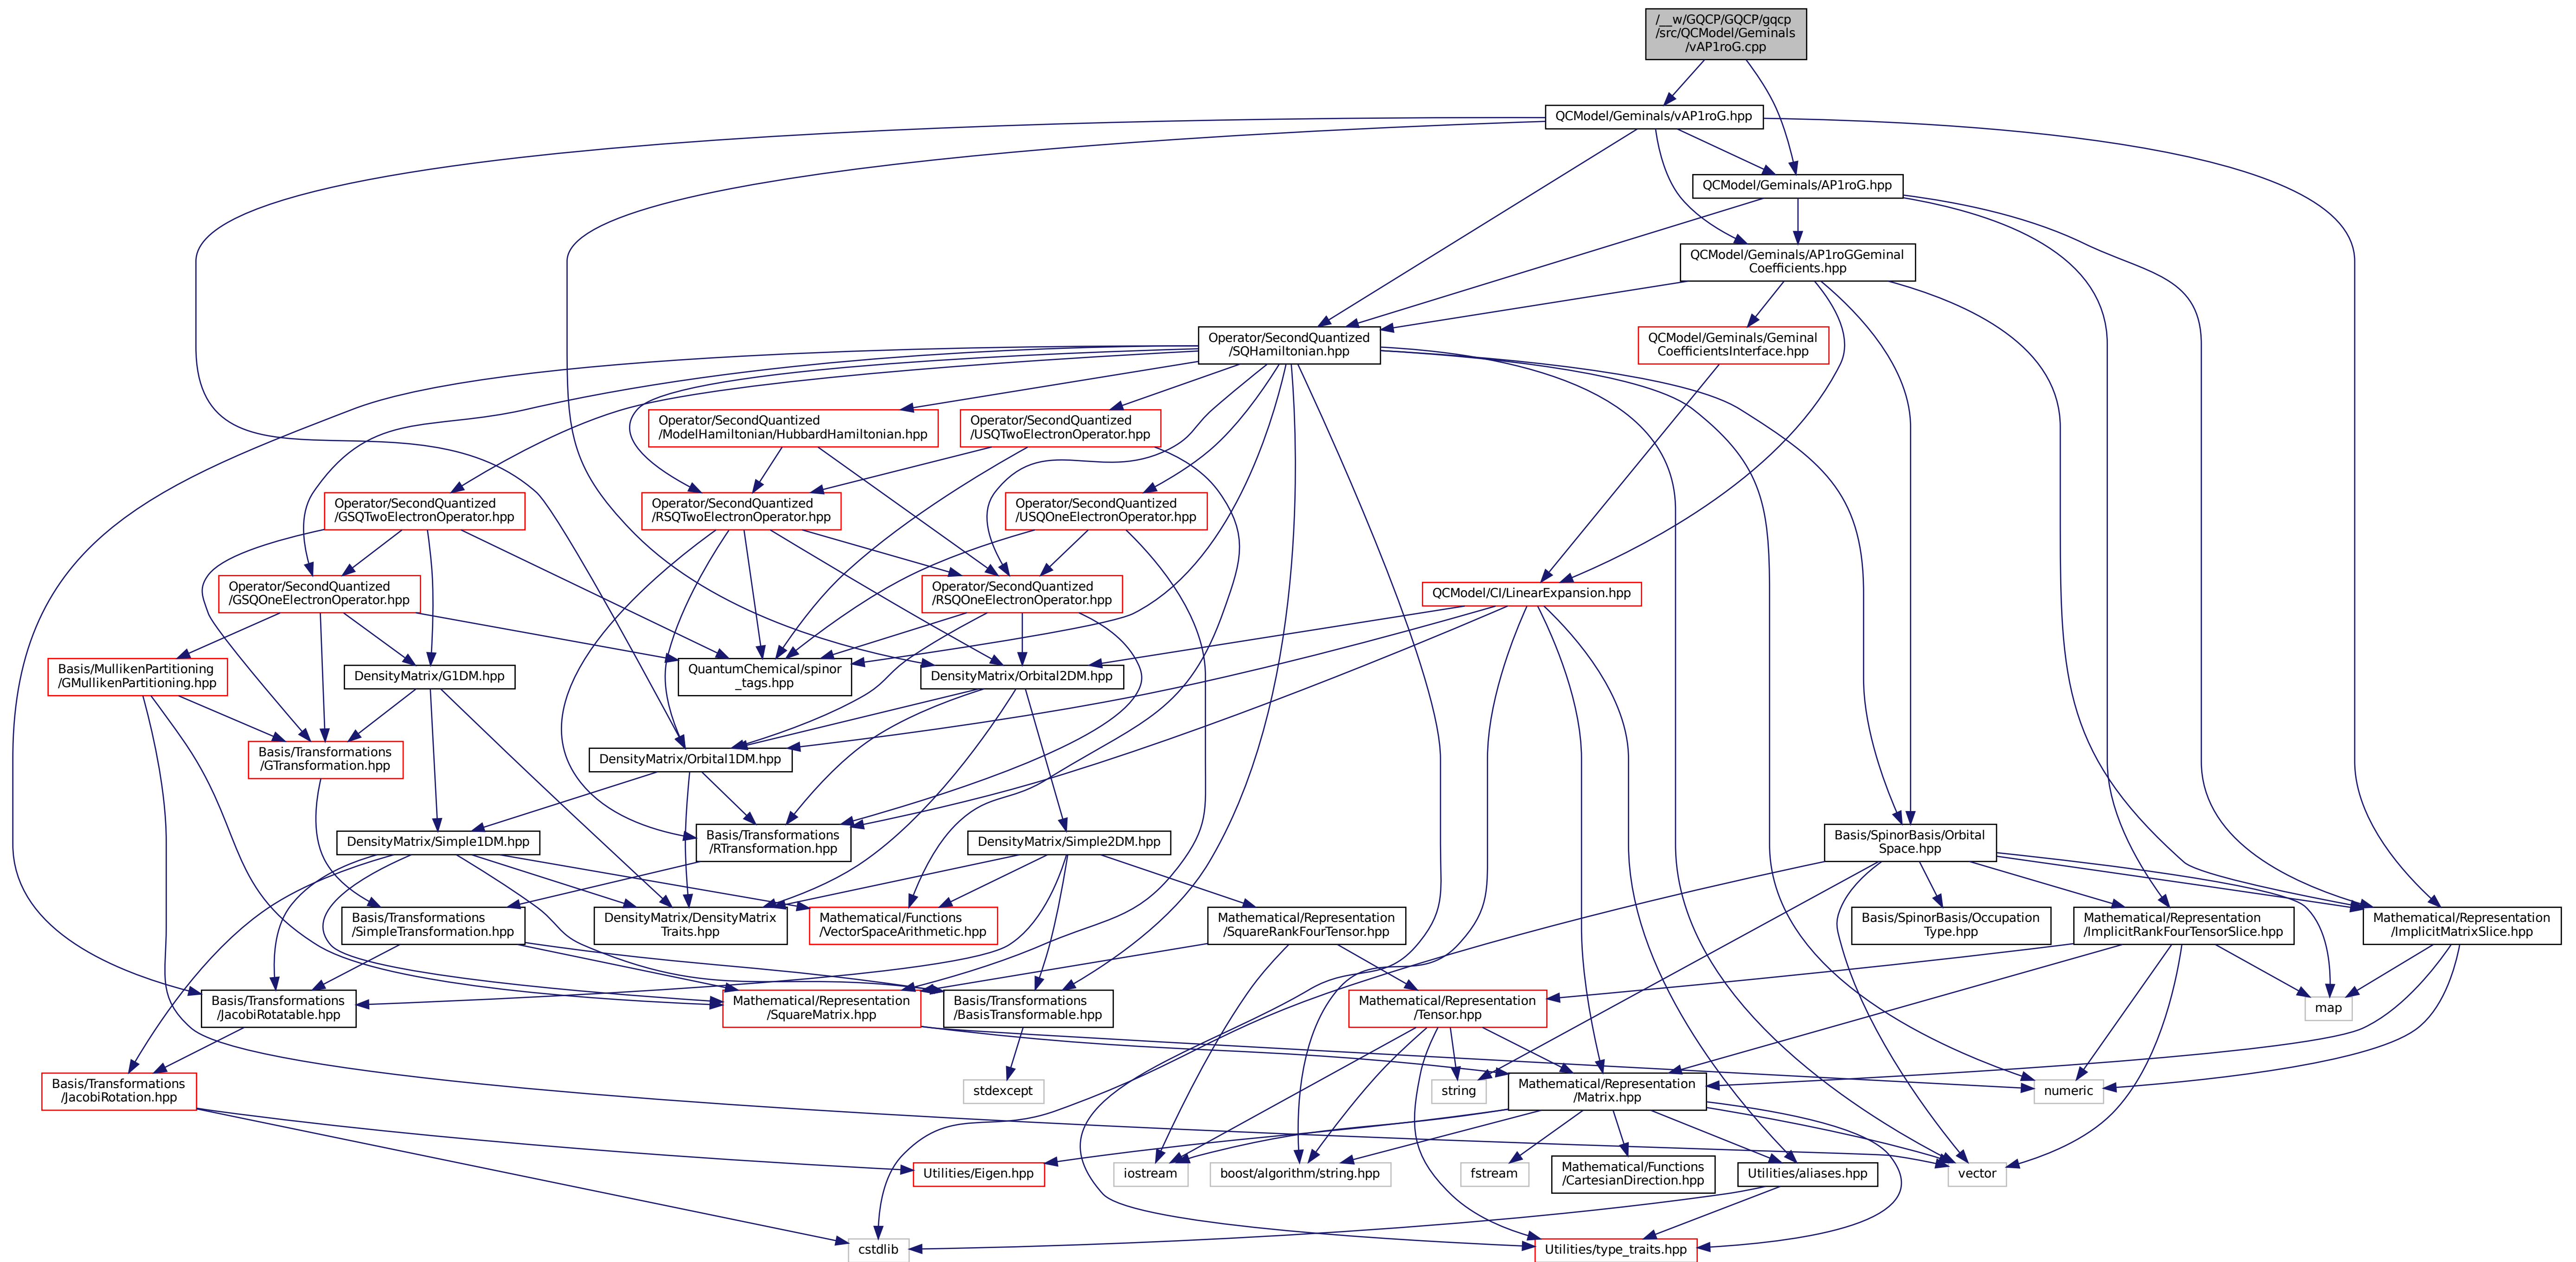 /__w/GQCP/GQCP/gqcp
/src/QCModel/Geminals
/vAP1roG.cpp
QCModel/Geminals/vAP1roG.hpp
QCModel/Geminals/AP1roG.hpp
QCModel/Geminals/AP1roGGeminal
Coefficients.hpp
Operator/SecondQuantized
/SQHamiltonian.hpp
QCModel/Geminals/Geminal
CoefficientsInterface.hpp
Operator/SecondQuantized
/ModelHamiltonian/HubbardHamiltonian.hpp
Operator/SecondQuantized
/USQTwoElectronOperator.hpp
Operator/SecondQuantized
/GSQTwoElectronOperator.hpp
Operator/SecondQuantized
/RSQTwoElectronOperator.hpp
Operator/SecondQuantized
/USQOneElectronOperator.hpp
Operator/SecondQuantized
/GSQOneElectronOperator.hpp
Operator/SecondQuantized
/RSQOneElectronOperator.hpp
QCModel/CI/LinearExpansion.hpp
Basis/MullikenPartitioning
/GMullikenPartitioning.hpp
DensityMatrix/G1DM.hpp
QuantumChemical/spinor
_tags.hpp
DensityMatrix/Orbital2DM.hpp
Basis/Transformations
/GTransformation.hpp
DensityMatrix/Orbital1DM.hpp
DensityMatrix/Simple1DM.hpp
Basis/Transformations
/RTransformation.hpp
DensityMatrix/Simple2DM.hpp
Basis/SpinorBasis/Orbital
Space.hpp
Basis/Transformations
/SimpleTransformation.hpp
DensityMatrix/DensityMatrix
Traits.hpp
Mathematical/Functions
/VectorSpaceArithmetic.hpp
Mathematical/Representation
/SquareRankFourTensor.hpp
Basis/SpinorBasis/Occupation
Type.hpp
Mathematical/Representation
/ImplicitRankFourTensorSlice.hpp
Mathematical/Representation
/ImplicitMatrixSlice.hpp
Basis/Transformations
/JacobiRotatable.hpp
Mathematical/Representation
/SquareMatrix.hpp
Basis/Transformations
/BasisTransformable.hpp
Mathematical/Representation
/Tensor.hpp
map
Basis/Transformations
/JacobiRotation.hpp
stdexcept
string
Mathematical/Representation
/Matrix.hpp
numeric
Utilities/Eigen.hpp
iostream
boost/algorithm/string.hpp
fstream
Mathematical/Functions
/CartesianDirection.hpp
Utilities/aliases.hpp
vector
cstdlib
Utilities/type_traits.hpp